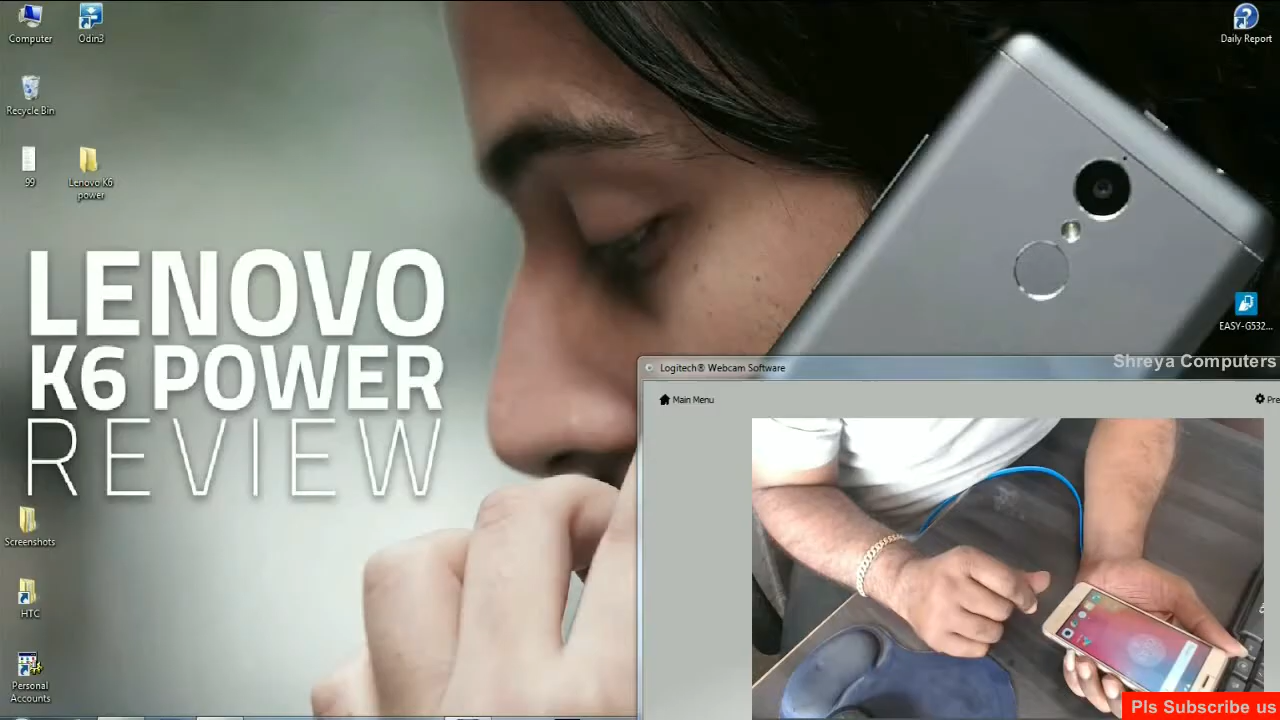 Computer
Odin3
Daily Report
Recycle Bin
99
Lenovo K6
power
LENOVO
K6 POWER
REVIEW
EASY-G532...
Shreya Computers
Logitech® Webcam Software
Main Menu
Pre
Screenshots
HTC
Personal
Accounts
Pls Subscribe us